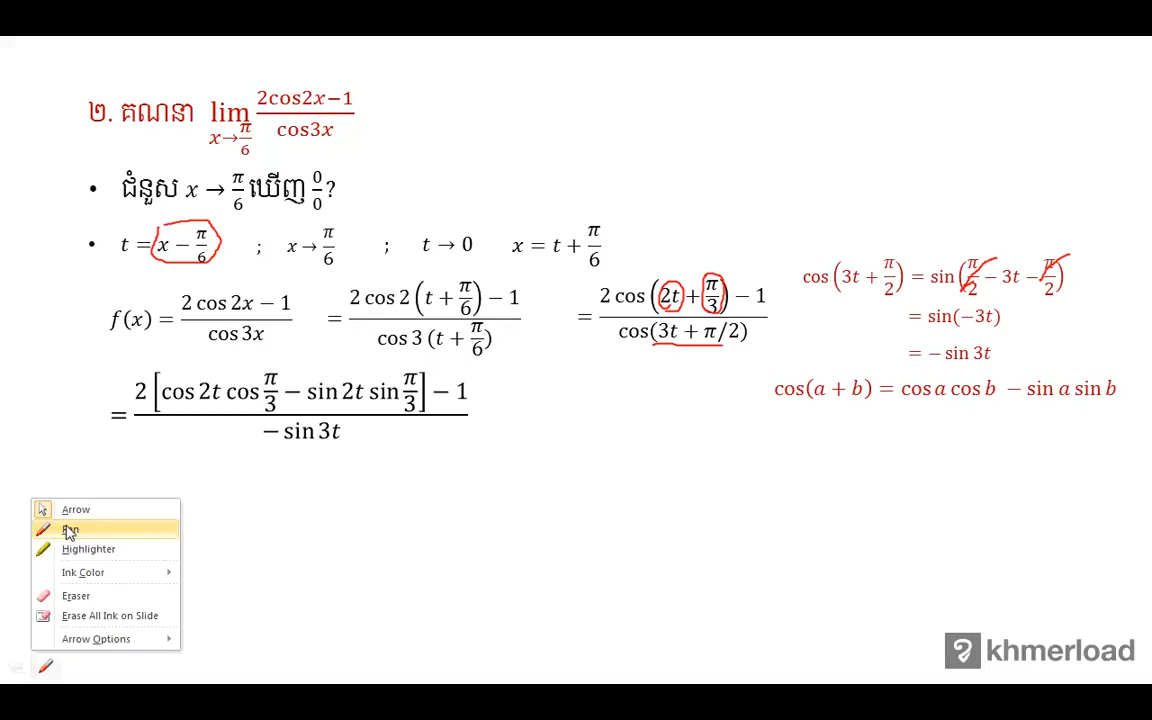 ២. គណនា lim x→π/6 (2cos2x−1)/(cos3x)
• ជំនួស x → π/6 ឃើញ 0/0?
• t = x − π/6 ; x → π/6 ; t → 0 x = t + π/6
f(x) = (2 cos 2x − 1)/(cos 3x) = (2 cos 2 (t + π/6) − 1)/(cos 3 (t + π/6)) = (2 cos (2t + π/3) − 1)/(cos(3t + π/2))
= (2 [cos 2t cos π/3 − sin 2t sin π/3] − 1)/(− sin 3t)
cos (3t + π/2) = sin (π/2 − 3t − π/2)
= sin(−3t)
= − sin 3t
cos(a + b) = cos a cos b − sin a sin b
Arrow
Pen
Highlighter
Ink Color
Eraser
Erase All Ink on Slide
Arrow Options
khmerload